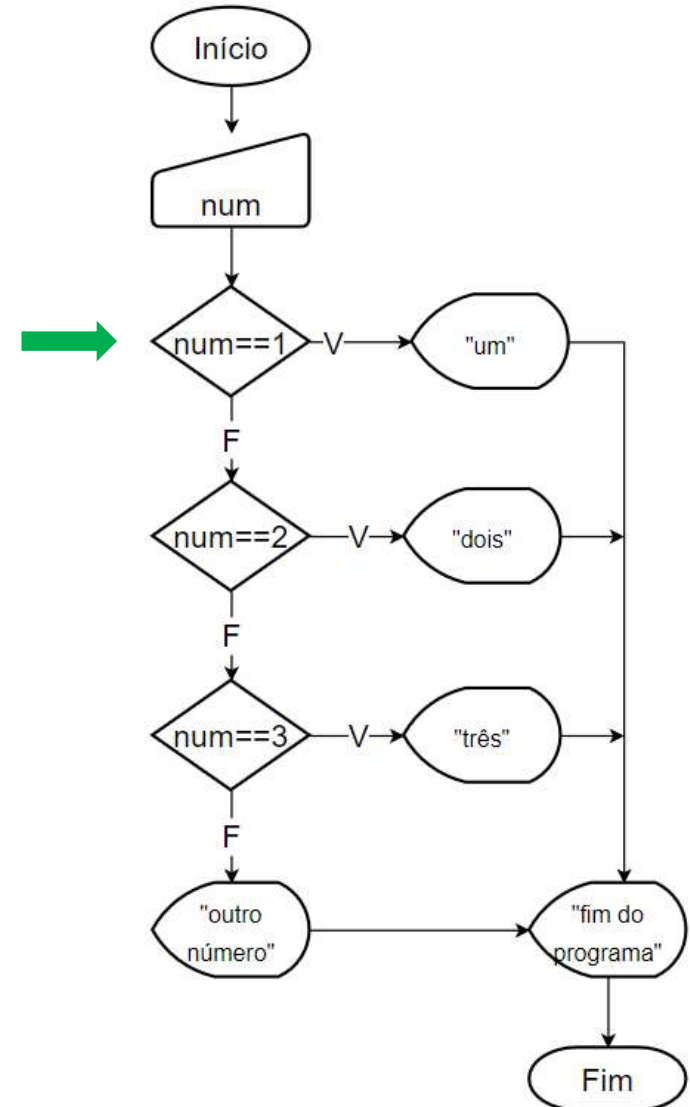 Início
num
num==1
V
"um"
F
num==2
V
"dois"
F
num==3
V
"três"
F
"outro
número"
"fim do
programa"
Fim